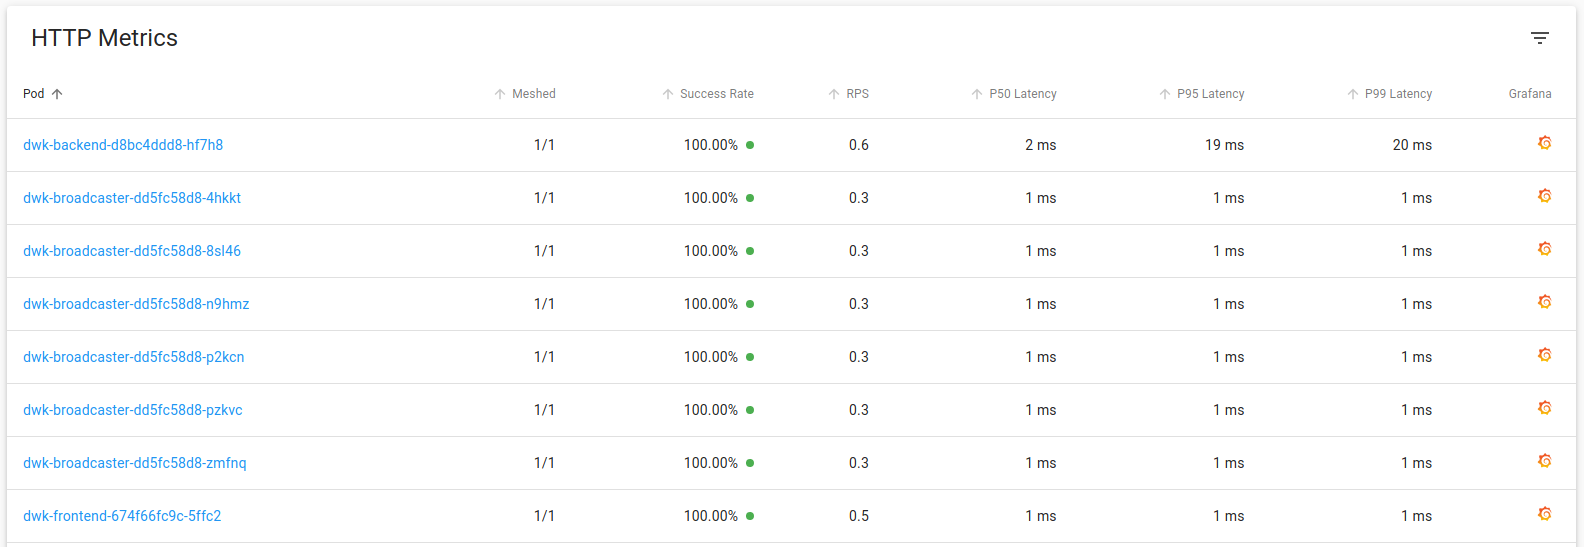 HTTP Metrics
Pod Meshed Success Rate RPS P50 Latency P95 Latency P99 Latency Grafana
dwk-backend-d8bc4ddd8-hf7h8 1/1 100.00% 0.6 2 ms 19 ms 20 ms
dwk-broadcaster-dd5fc58d8-4hkkt 1/1 100.00% 0.3 1 ms 1 ms 1 ms
dwk-broadcaster-dd5fc58d8-8sl46 1/1 100.00% 0.3 1 ms 1 ms 1 ms
dwk-broadcaster-dd5fc58d8-n9hmz 1/1 100.00% 0.3 1 ms 1 ms 1 ms
dwk-broadcaster-dd5fc58d8-p2kcn 1/1 100.00% 0.3 1 ms 1 ms 1 ms
dwk-broadcaster-dd5fc58d8-pzkvc 1/1 100.00% 0.3 1 ms 1 ms 1 ms
dwk-broadcaster-dd5fc58d8-zmfnq 1/1 100.00% 0.3 1 ms 1 ms 1 ms
dwk-frontend-674f66fc9c-5ffc2 1/1 100.00% 0.5 1 ms 1 ms 1 ms